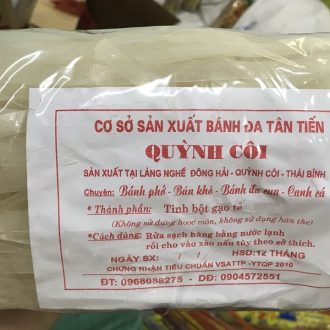 CƠ SỞ SẢN XUẤT BÁNH ĐA TÂN TIẾN
QUỲNH CÔI
SẢN XUẤT TẠI LÀNG NGHỀ ĐÔNG HẢI - QUỲNH CÔI - THÁI BÌNH
Chuyên: Bánh phở - Bún khô - Bánh đa cua - Canh cá
* Thành phần: Tinh bột gạo tẻ
(Không sử dụng hooc môn, không sử dụng hàn the)
*Cách dùng: Rửa sạch bằng bằng nước lạnh
rồi cho vào xào nấu tùy theo sở thích.
NGÀY SX: / / HSD:12 THÁNG
CHỨNG NHẬN TIÊU CHUẨN VSATTP -YTQP 2010
ĐT: 0968038275 - DĐ: 0904572551